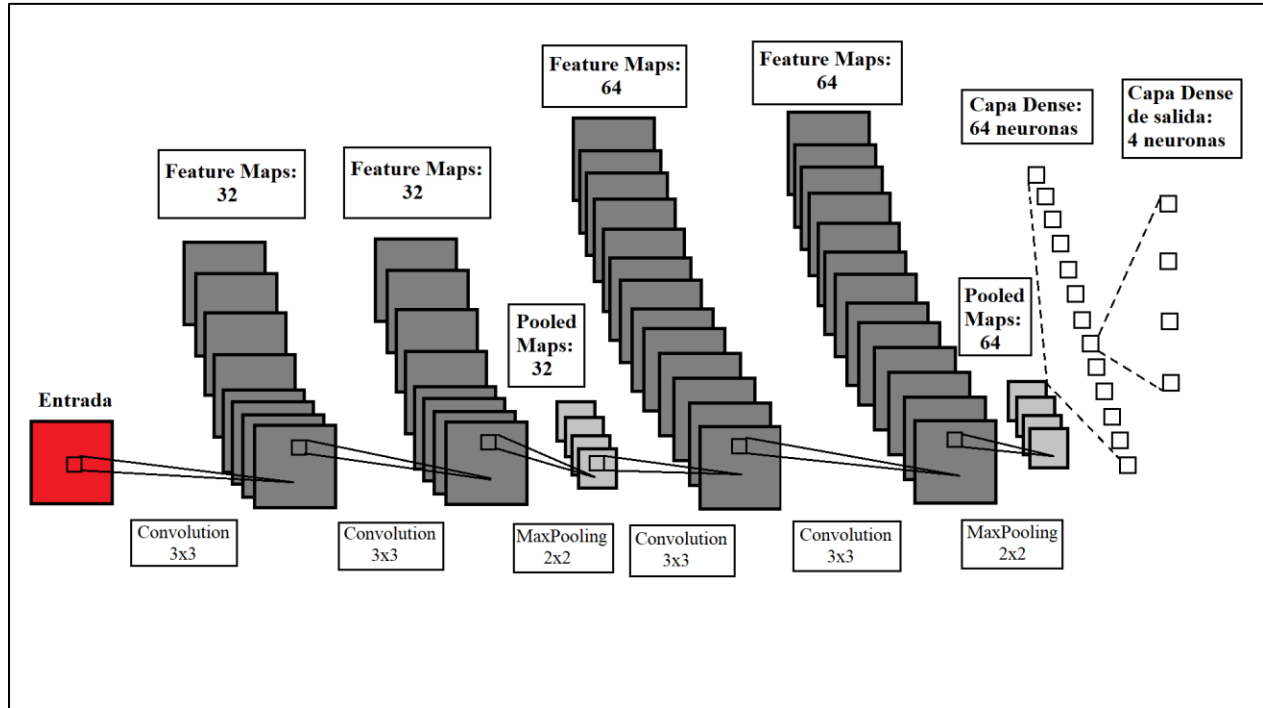 Feature Maps:
64
Feature Maps:
64
Capa Dense:
64 neuronas
Capa Dense
de salida:
4 neuronas
Feature Maps:
32
Feature Maps:
32
Pooled
Maps:
32
Pooled
Maps:
64
Entrada
Convolution
3x3
Convolution
3x3
MaxPooling
2x2
Convolution
3x3
Convolution
3x3
MaxPooling
2x2